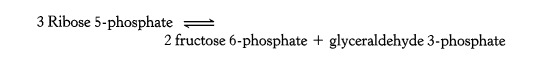 3 Ribose 5-phosphate ⇌
2 fructose 6-phosphate + glyceraldehyde 3-phosphate